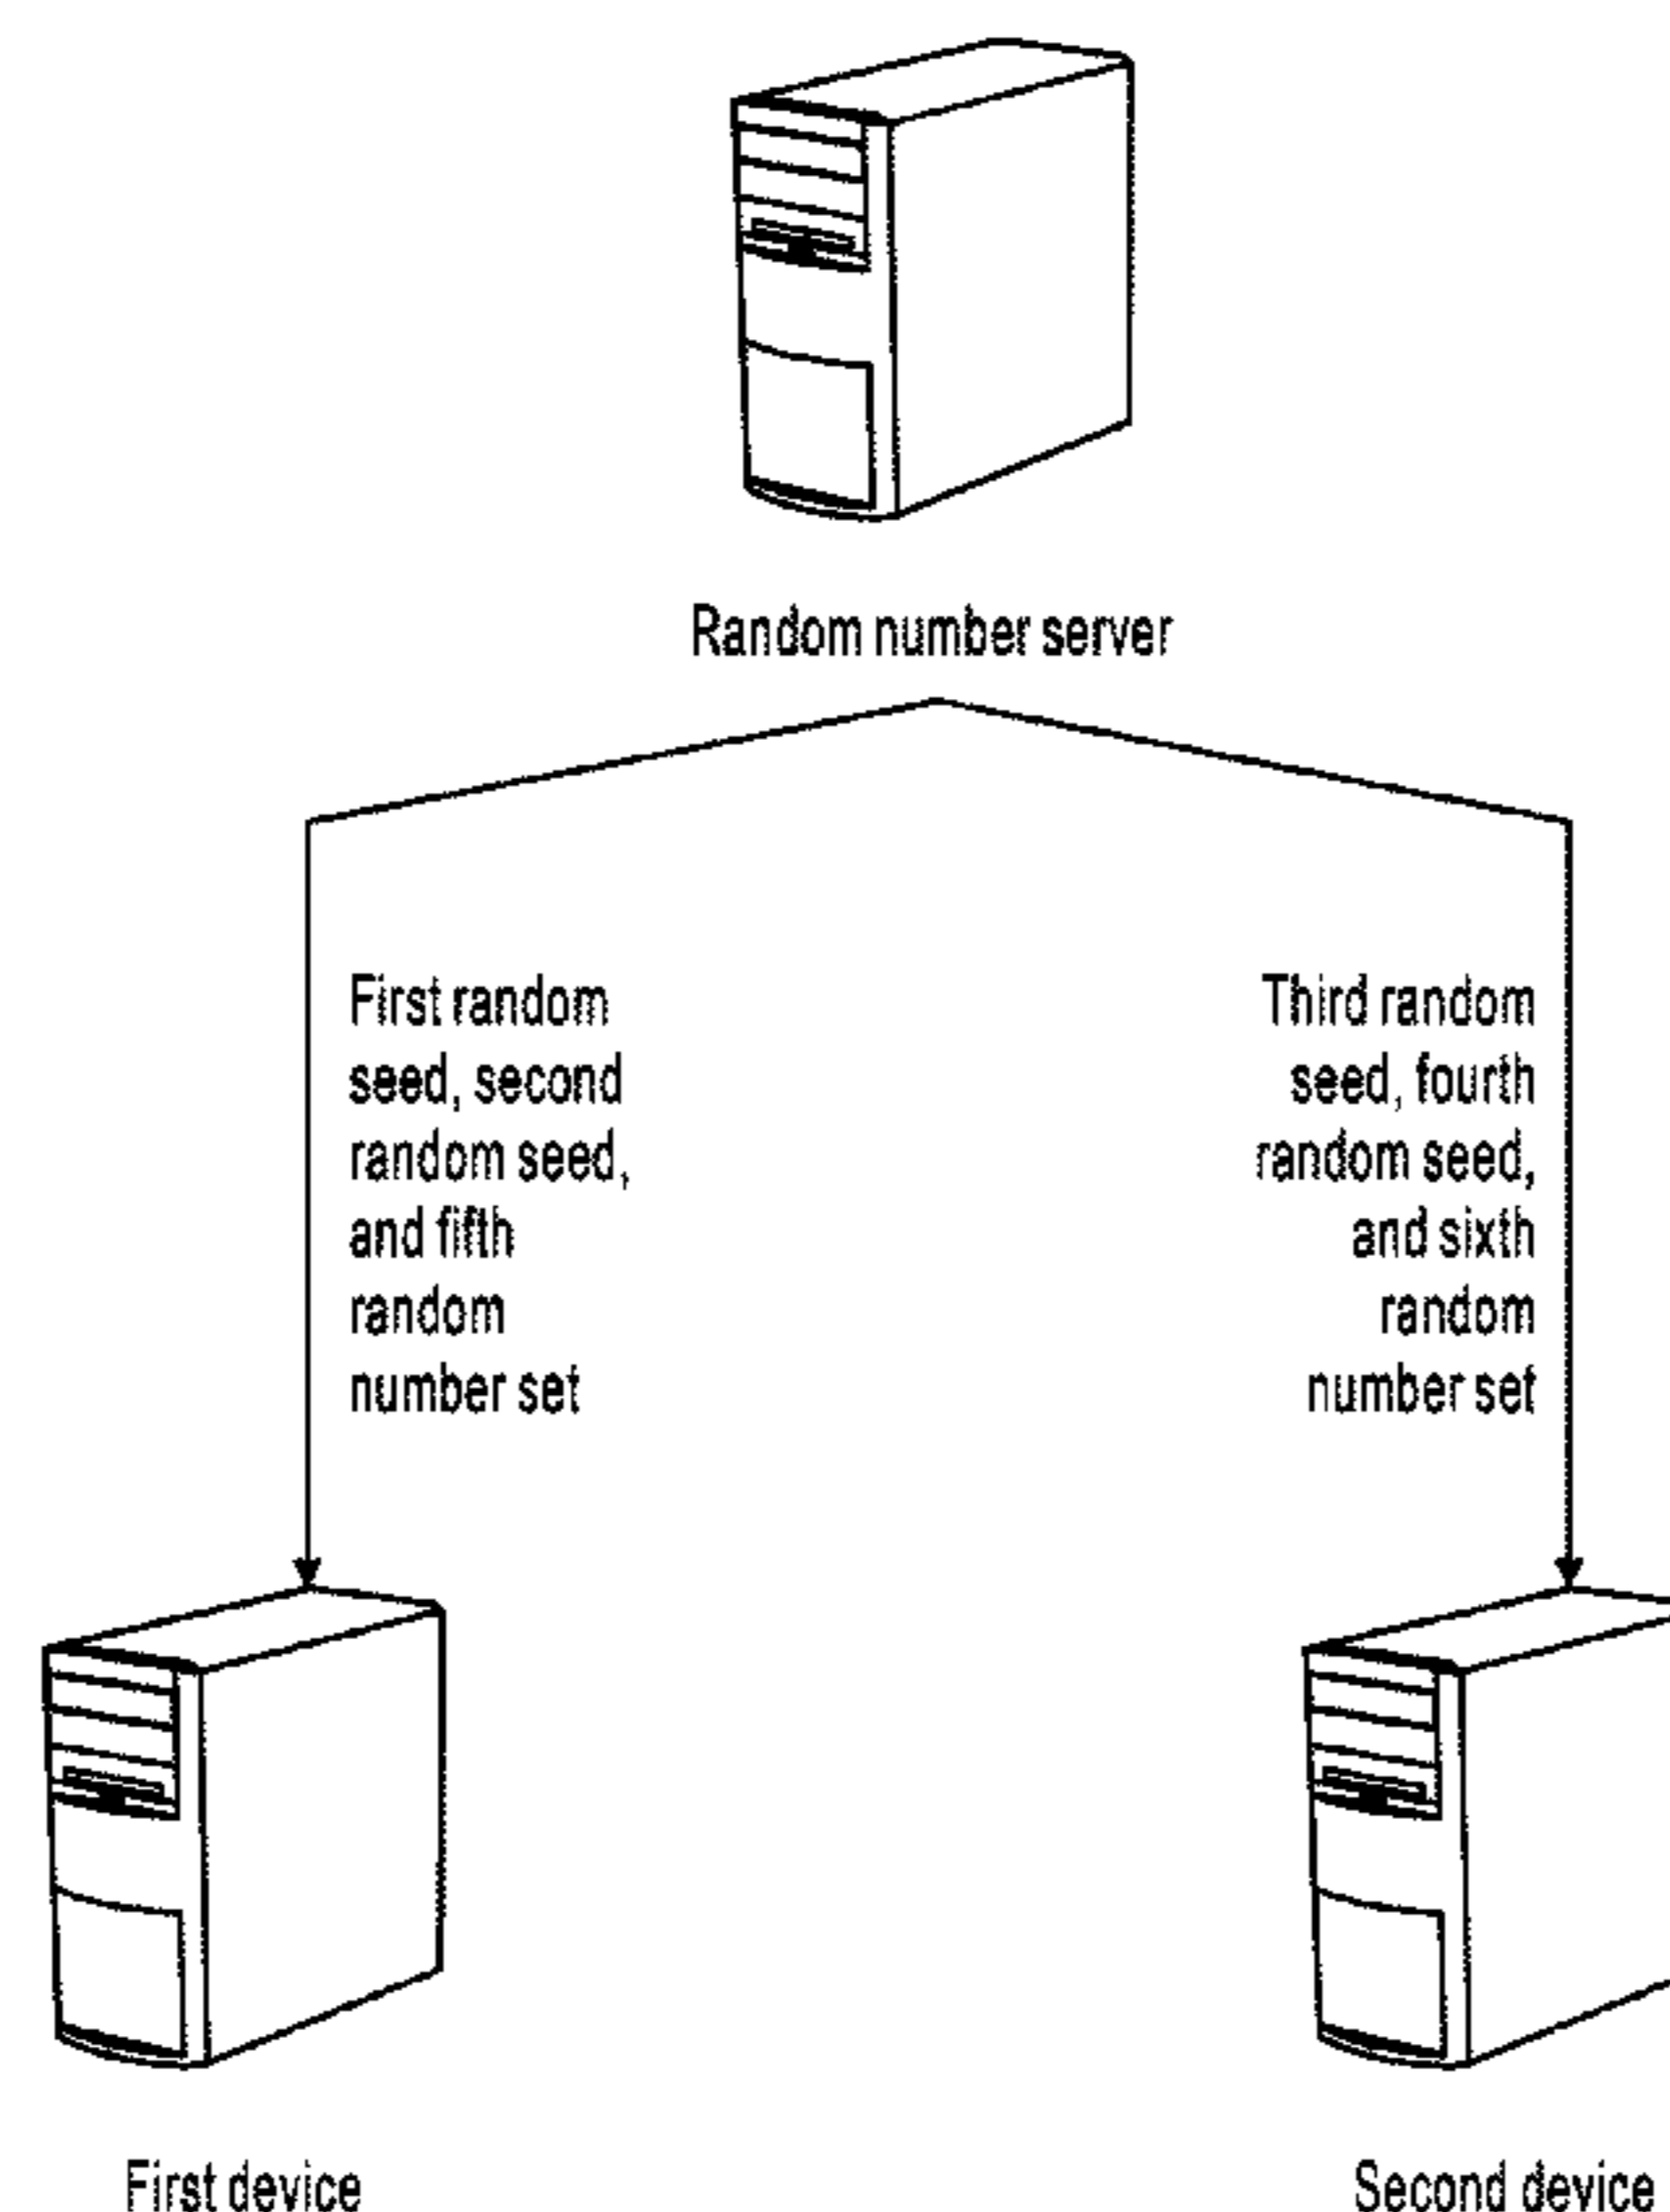 Random number server
First random
seed, second
random seed,
and fifth
random
number set
Third random
seed, fourth
random seed,
and sixth
random
number set
First device
Second device